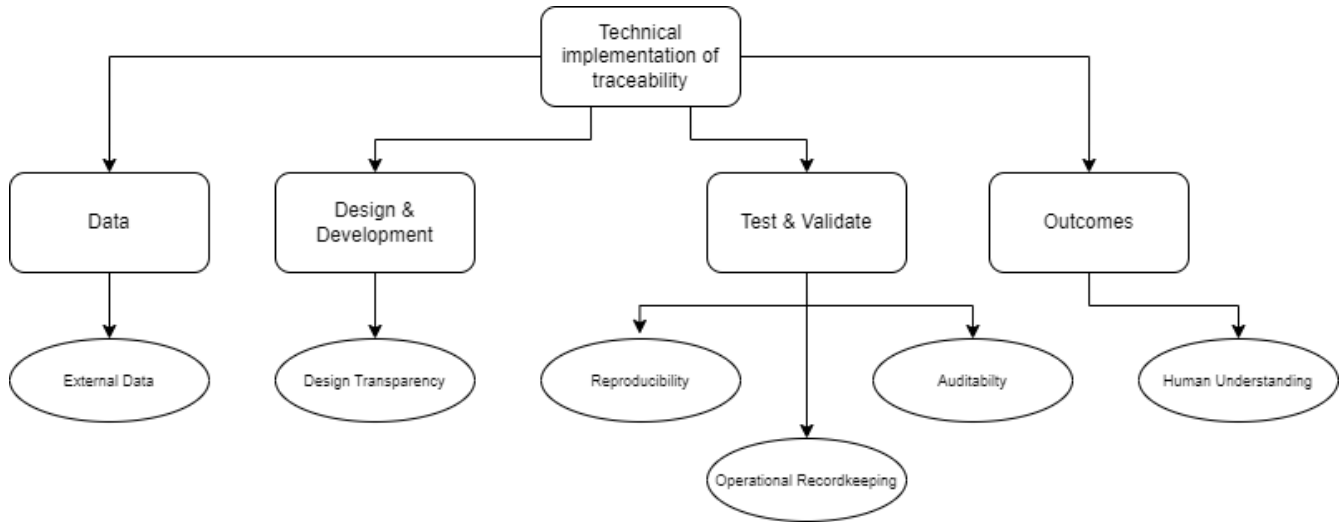 Technical
implementation of
traceability
Data
Design &
Development
Test & Validate
Outcomes
External Data
Design Transparency
Reproducibility
Auditabilty
Human Understanding
Operational Recordkeeping